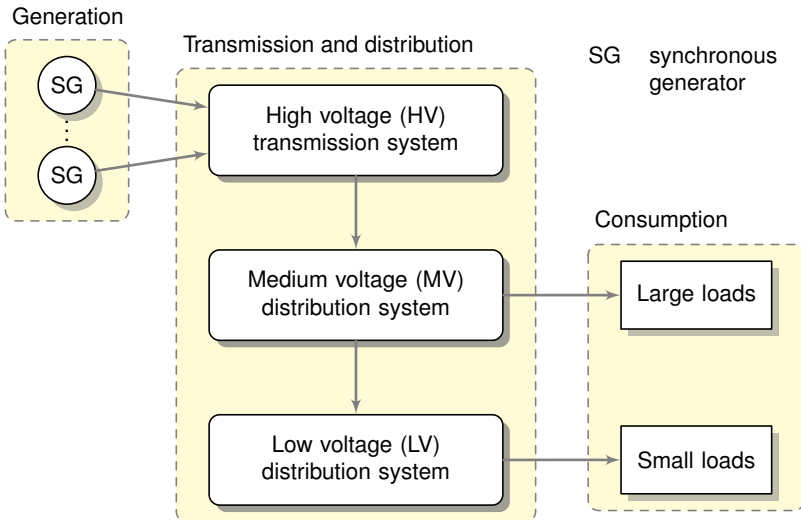 Generation
SG
SG
Transmission and distribution
High voltage (HV)
transmission system
Medium voltage (MV)
distribution system
Low voltage (LV)
distribution system
SG synchronous
generator
Consumption
Large loads
Small loads